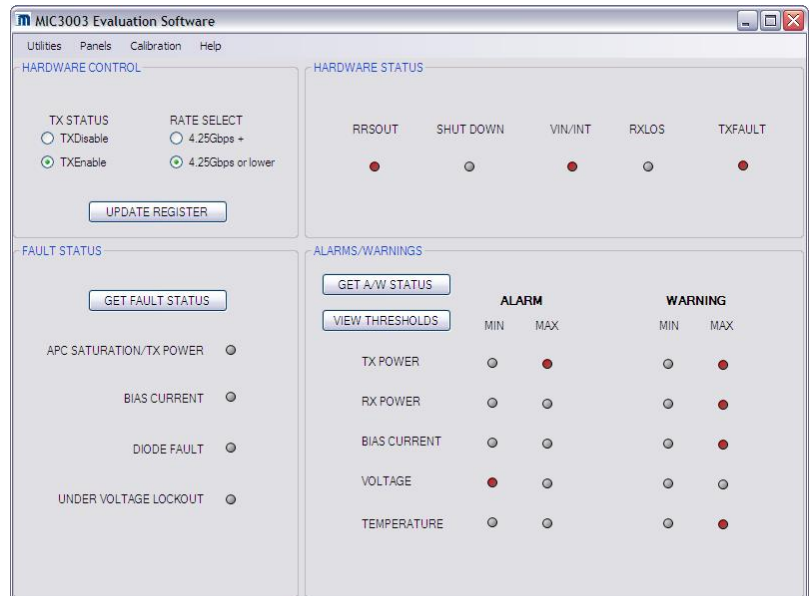 MIC3003 Evaluation Software
Utilities Panels Calibration Help
HARDWARE CONTROL
TX STATUS RATE SELECT
TXDisable 4.25Gbps +
TXEnable 4.25Gbps or lower
UPDATE REGISTER
HARDWARE STATUS
RRSOUT SHUT DOWN VIN/INT RXLOS TXFAULT
FAULT STATUS
GET FAULT STATUS
APC SATURATION/TX POWER
BIAS CURRENT
DIODE FAULT
UNDER VOLTAGE LOCKOUT
ALARMS/WARNINGS
GET A/W STATUS
VIEW THRESHOLDS
ALARM WARNING
MIN MAX MIN MAX
TX POWER
RX POWER
BIAS CURRENT
VOLTAGE
TEMPERATURE